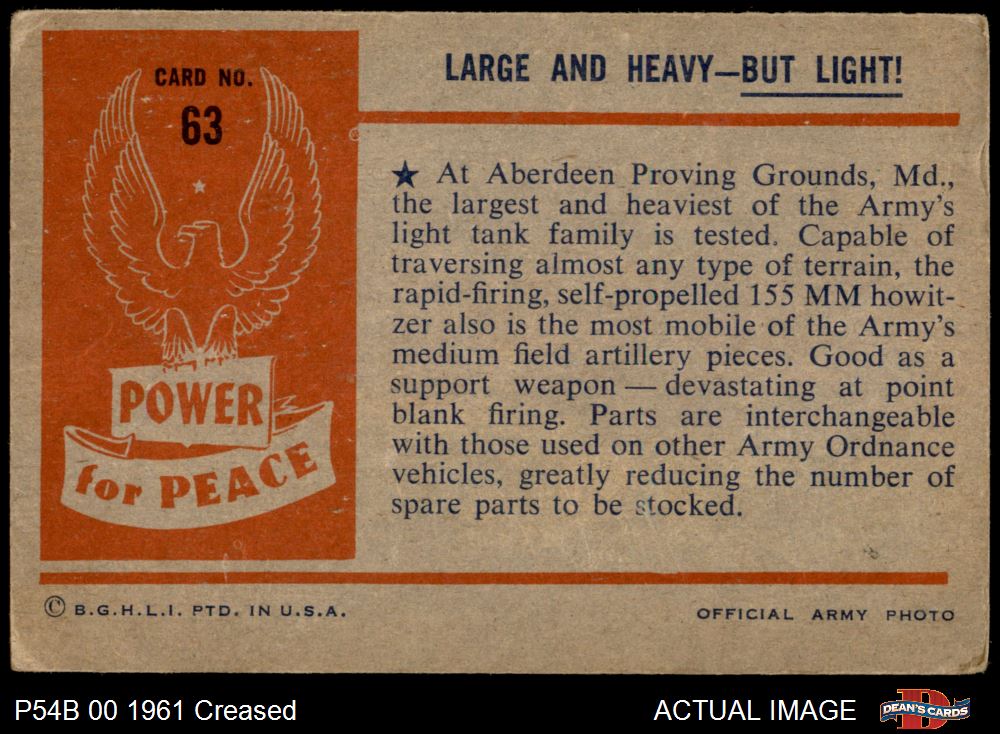 CARD NO.
63
POWER
for PEACE
LARGE AND HEAVY—BUT LIGHT!
★ At Aberdeen Proving Grounds, Md.,
the largest and heaviest of the Army's
light tank family is tested. Capable of
traversing almost any type of terrain, the
rapid-firing, self-propelled 155 MM howit-
zer also is the most mobile of the Army's
medium field artillery pieces. Good as a
support weapon — devastating at point
blank firing. Parts are interchangeable
with those used on other Army Ordnance
vehicles, greatly reducing the number of
spare parts to be stocked.
© B.G.H.L.I. PTD. IN U.S.A.
OFFICIAL ARMY PHOTO
P54B 00 1961 Creased
ACTUAL IMAGE
DEAN'S CARDS